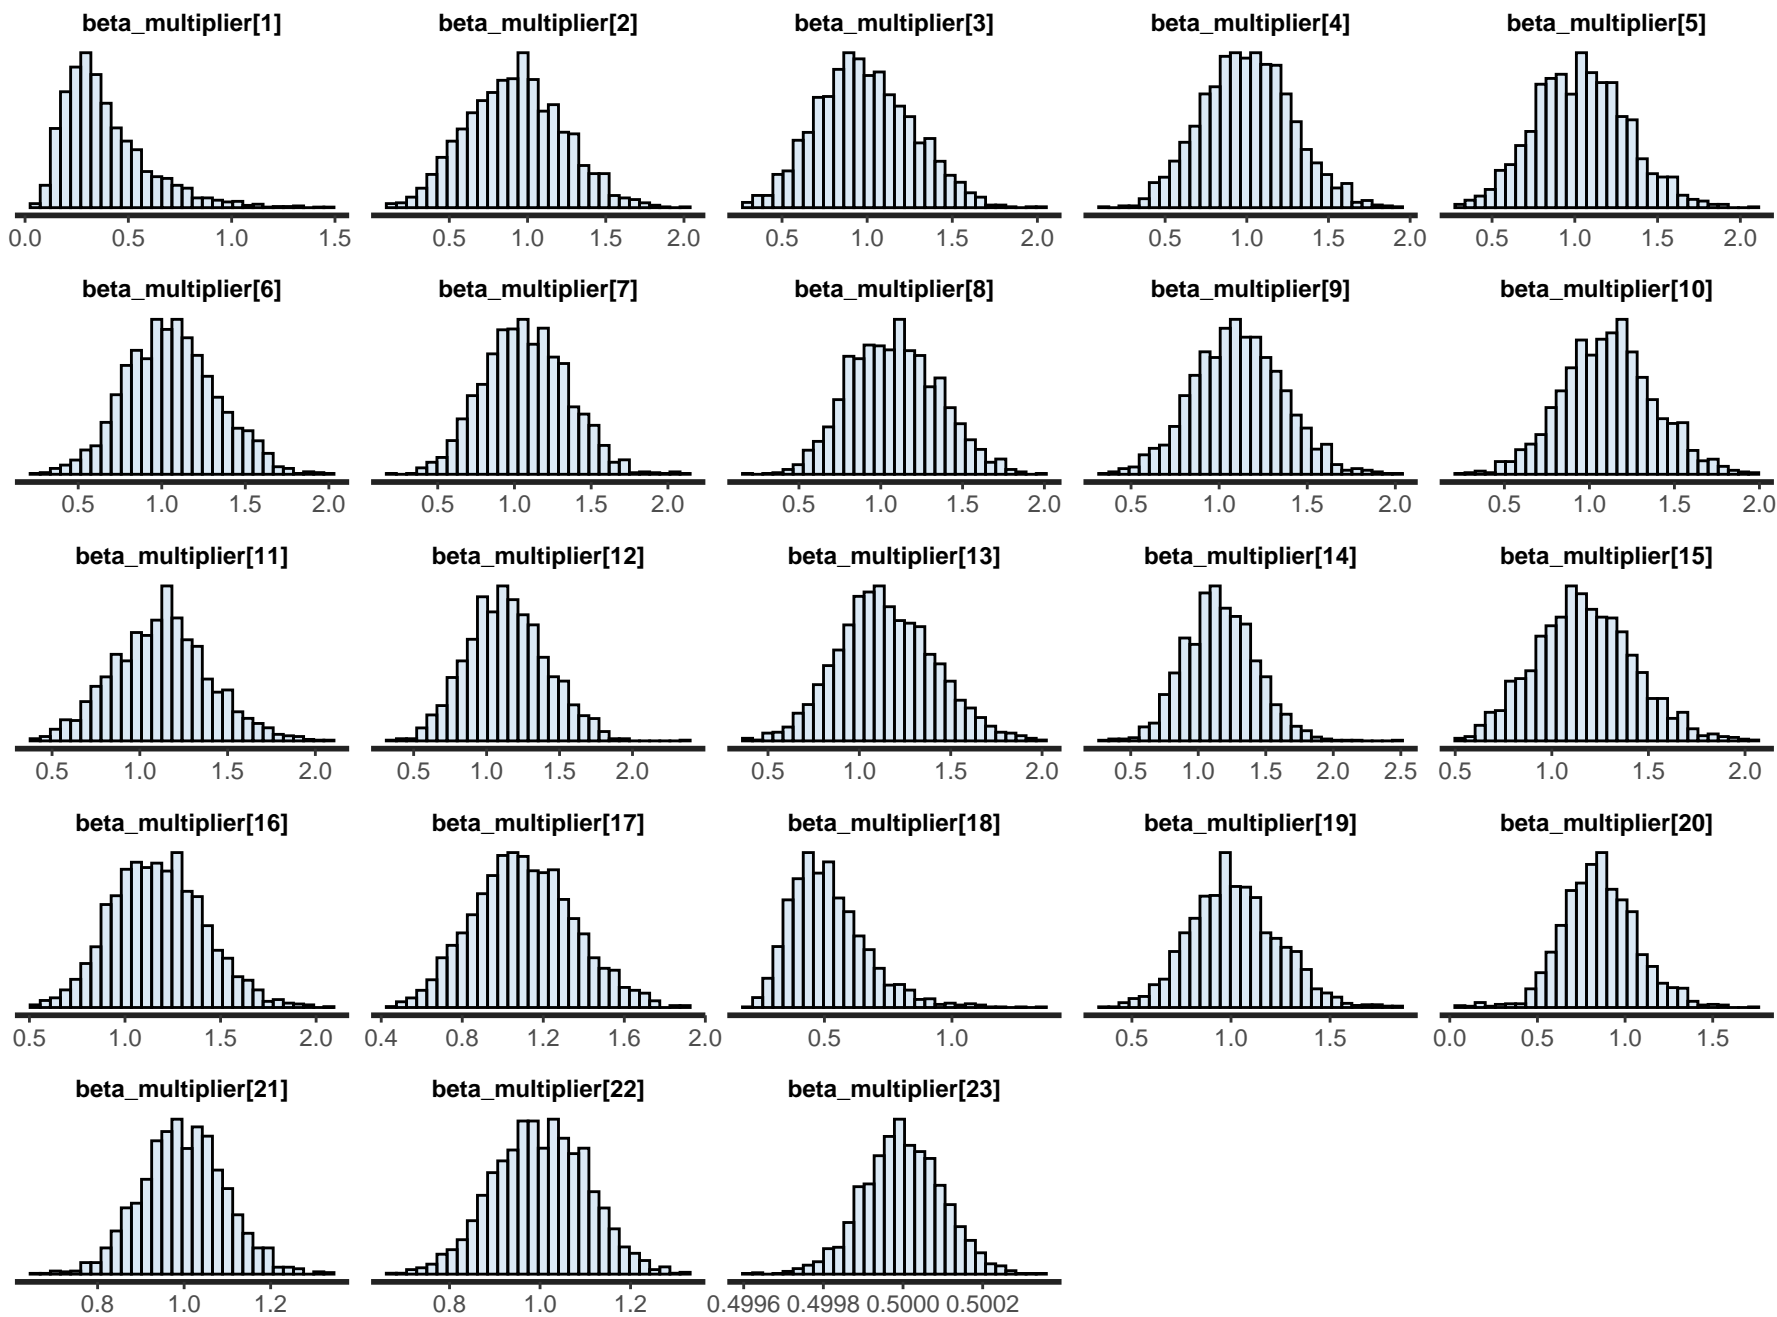 beta_multiplier[1] beta_multiplier[2] beta_multiplier[3] beta_multiplier[4] beta_multiplier[5]
0.0 0.5 1.0 1.5 0.5 1.0 1.5 2.0 0.5 1.0 1.5 2.0 0.5 1.0 1.5 2.0 0.5 1.0 1.5 2.0
beta_multiplier[6] beta_multiplier[7] beta_multiplier[8] beta_multiplier[9] beta_multiplier[10]
0.5 1.0 1.5 2.0 0.5 1.0 1.5 2.0 0.5 1.0 1.5 2.0 0.5 1.0 1.5 2.0 0.5 1.0 1.5 2.0
beta_multiplier[11] beta_multiplier[12] beta_multiplier[13] beta_multiplier[14] beta_multiplier[15]
0.5 1.0 1.5 2.0 0.5 1.0 1.5 2.0 0.5 1.0 1.5 2.0 0.5 1.0 1.5 2.0 2.5 0.5 1.0 1.5 2.0
beta_multiplier[16] beta_multiplier[17] beta_multiplier[18] beta_multiplier[19] beta_multiplier[20]
0.5 1.0 1.5 2.0 0.4 0.8 1.2 1.6 2.0 0.5 1.0 0.5 1.0 1.5 0.0 0.5 1.0 1.5
beta_multiplier[21] beta_multiplier[22] beta_multiplier[23]
0.8 1.0 1.2 0.8 1.0 1.2 0.4996 0.4998 0.5000 0.5002